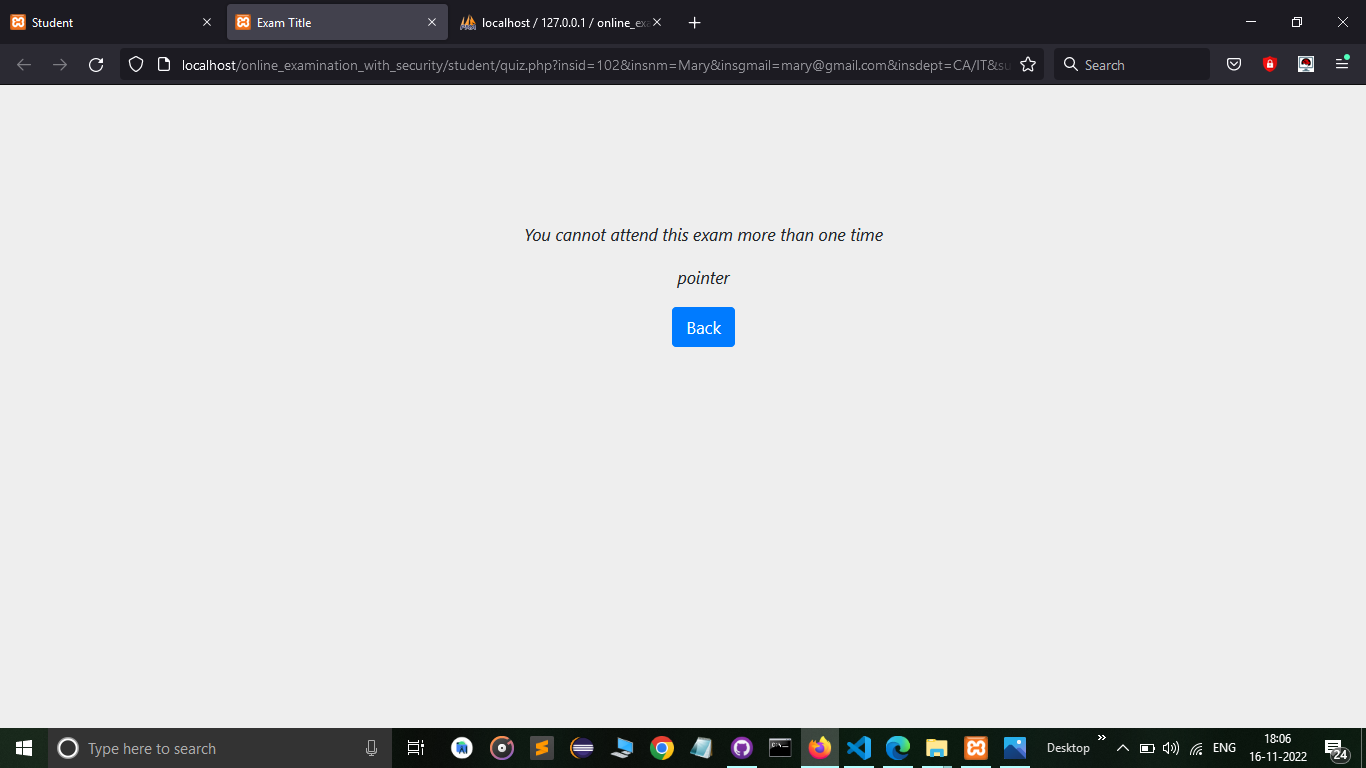 Student
Exam Title
localhost / 127.0.0.1 / online_exa
localhost/online_examination_with_security/student/quiz.php?insid=102&insnm=Mary&insgmail=mary@gmail.com&insdept=CA/IT&su
Search
You cannot attend this exam more than one time
pointer
Back
Type here to search
Desktop
ENG
18:06
16-11-2022
24